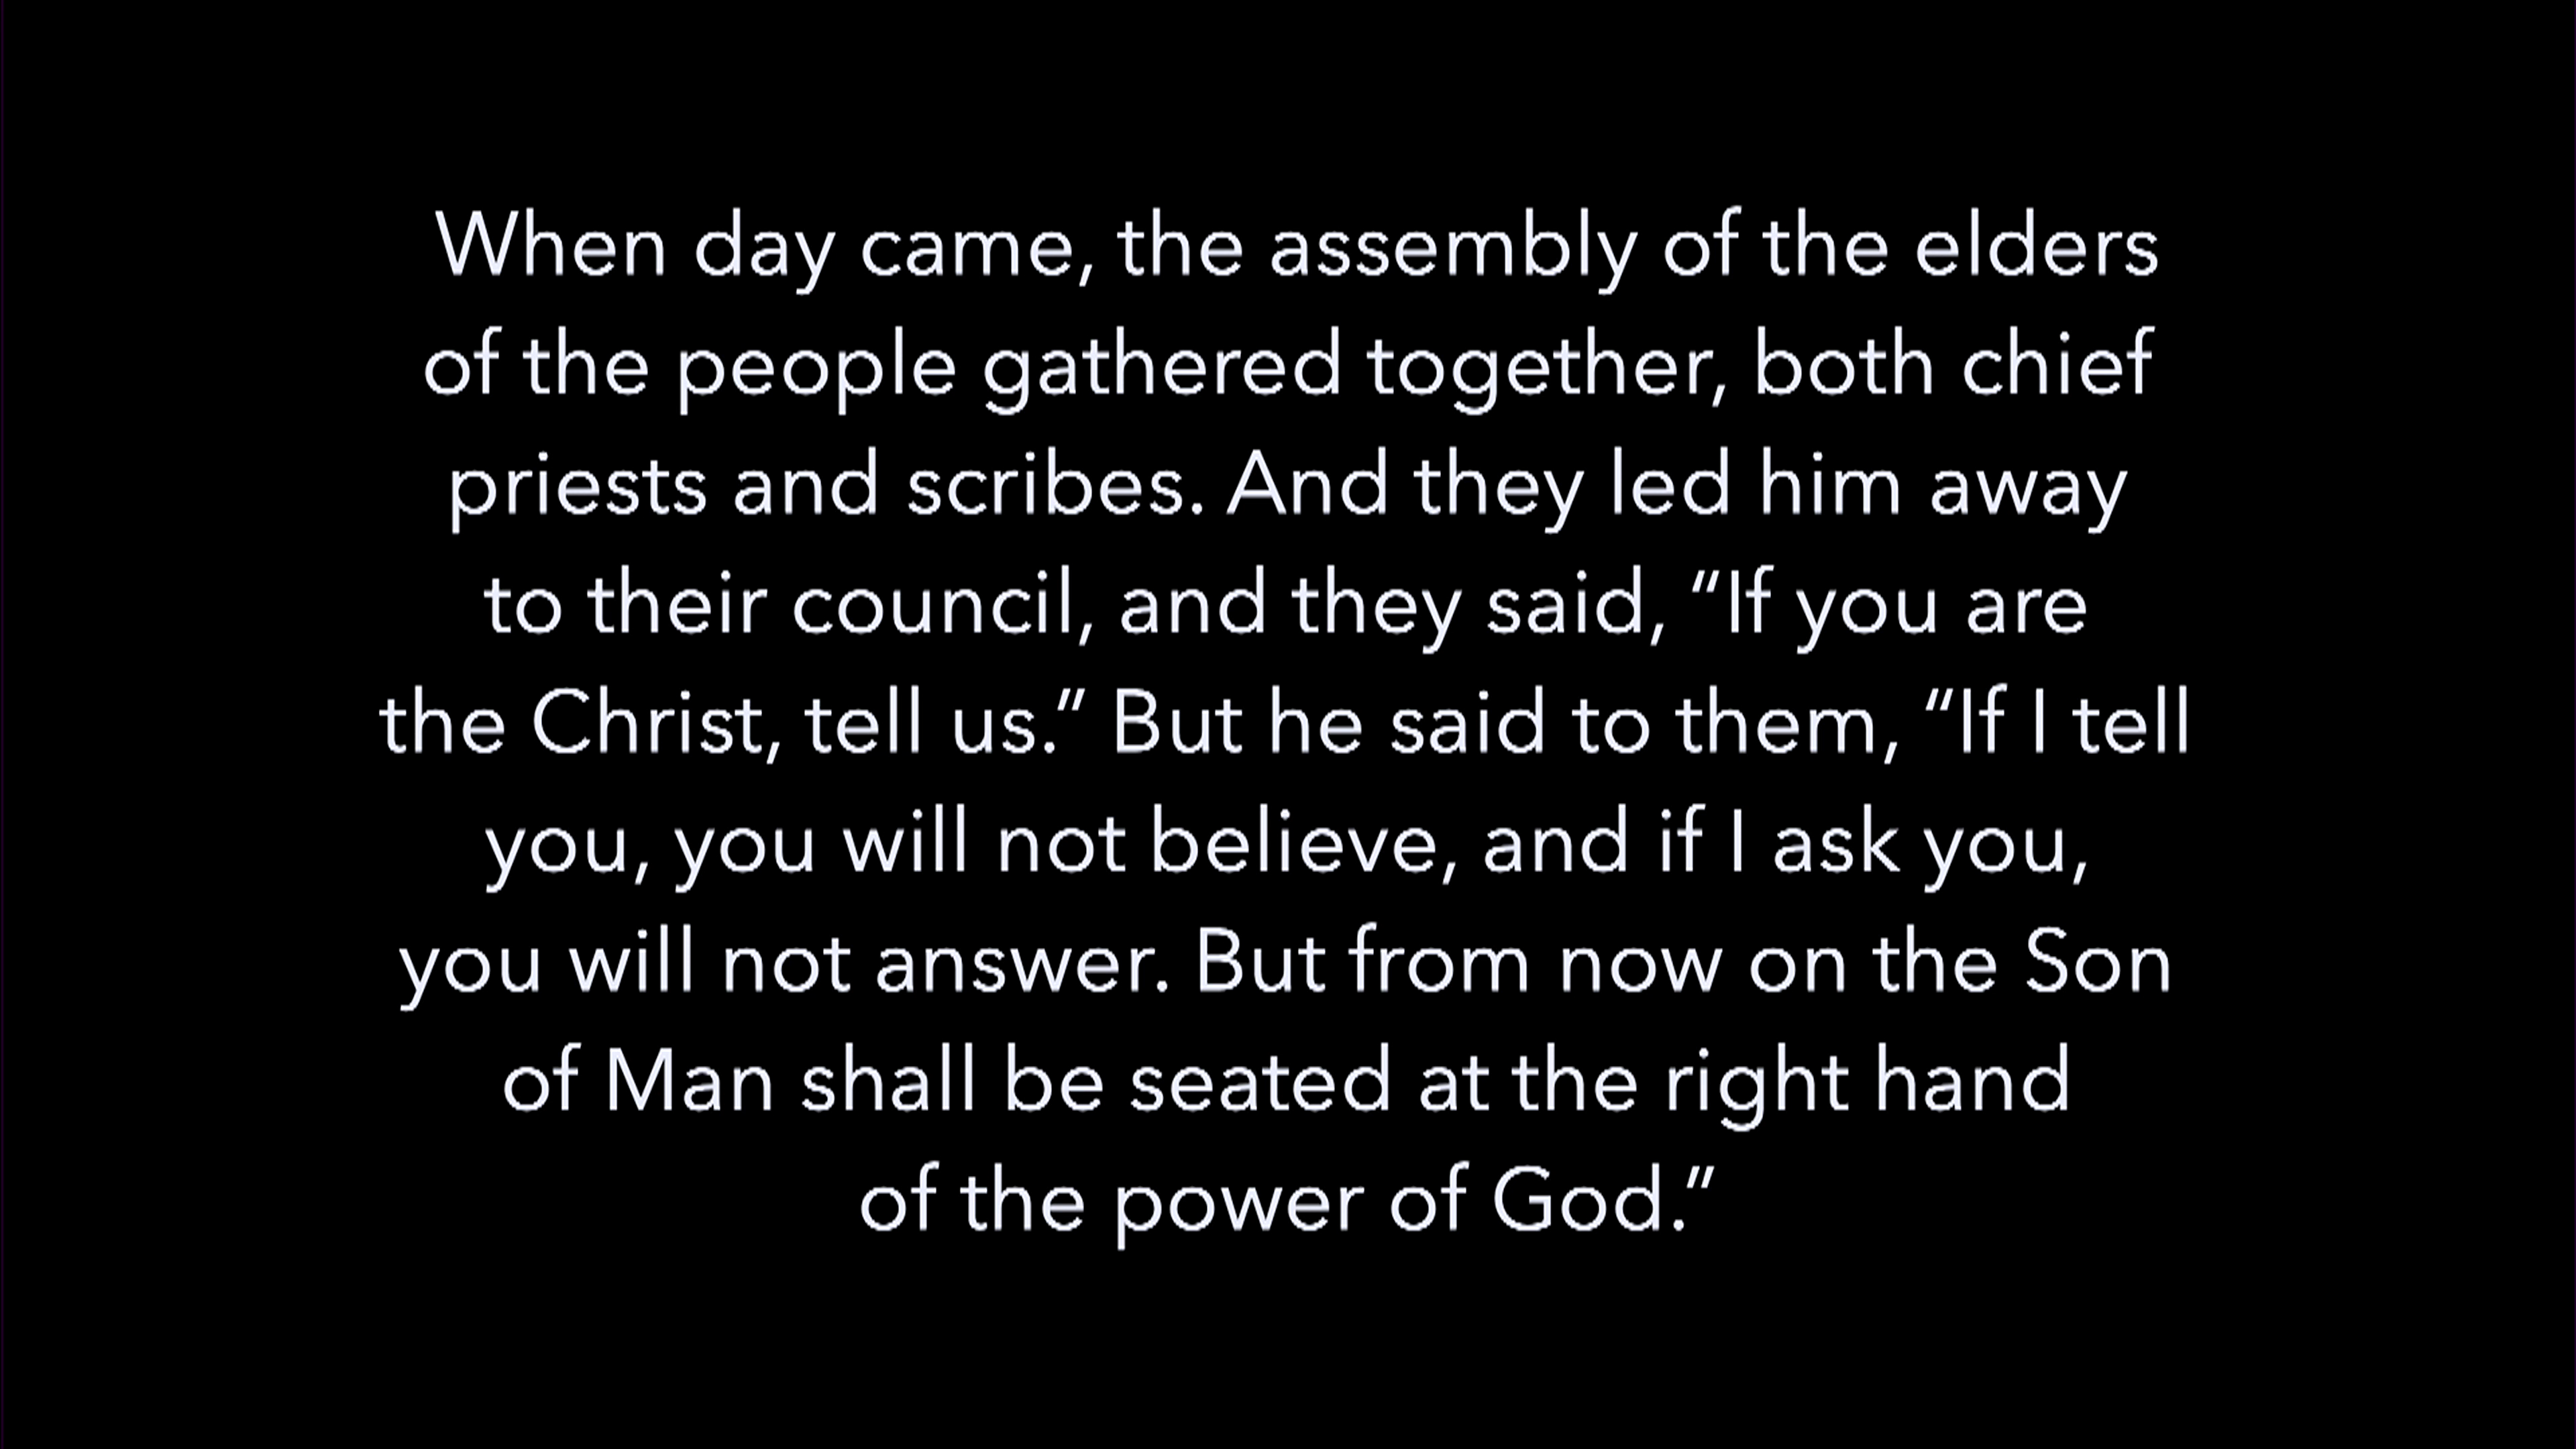 When day came, the assembly of the elders
of the people gathered together, both chief
priests and scribes. And they led him away
to their council, and they said, “If you are
the Christ, tell us.” But he said to them, “If I tell
you, you will not believe, and if I ask you,
you will not answer. But from now on the Son
of Man shall be seated at the right hand
of the power of God.”